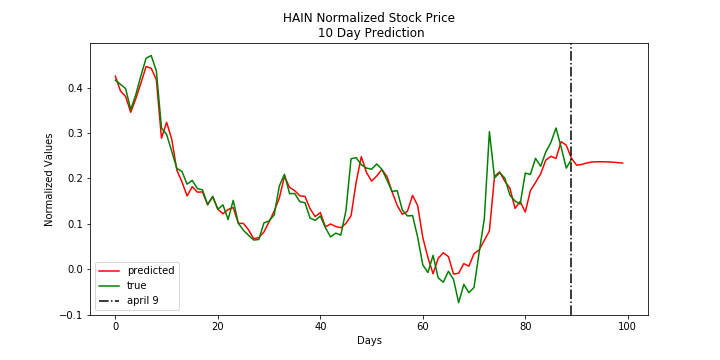 HAIN Normalized Stock Price
10 Day Prediction
Normalized Values
0.4
0.3
0.2
0.1
0.0
−0.1
predicted
true
april 9
0 20 40 60 80 100
Days